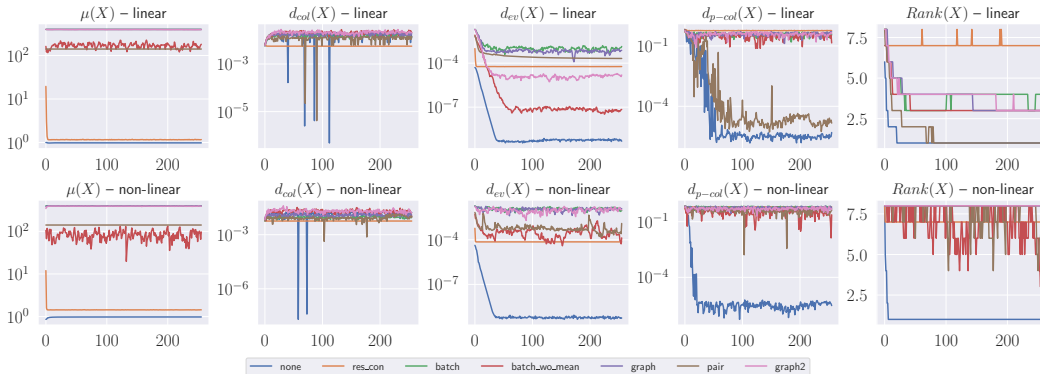 μ(X) – linear
d_col(X) – linear
d_ev(X) – linear
d_p−col(X) – linear
Rank(X) – linear
10^2
10^1
10^0
0 100 200
10^−3
10^−5
0 100 200
10^−4
10^−7
0 100 200
10^−1
10^−4
0 100 200
7.5
5.0
2.5
0 100 200
μ(X) – non-linear
d_col(X) – non-linear
d_ev(X) – non-linear
d_p−col(X) – non-linear
Rank(X) – non-linear
10^2
10^1
10^0
0 100 200
10^−3
10^−6
0 100 200
10^−4
10^−7
0 100 200
10^−1
10^−4
0 100 200
7.5
5.0
2.5
0 100 200
none res_con batch batch_wo_mean graph pair graph2